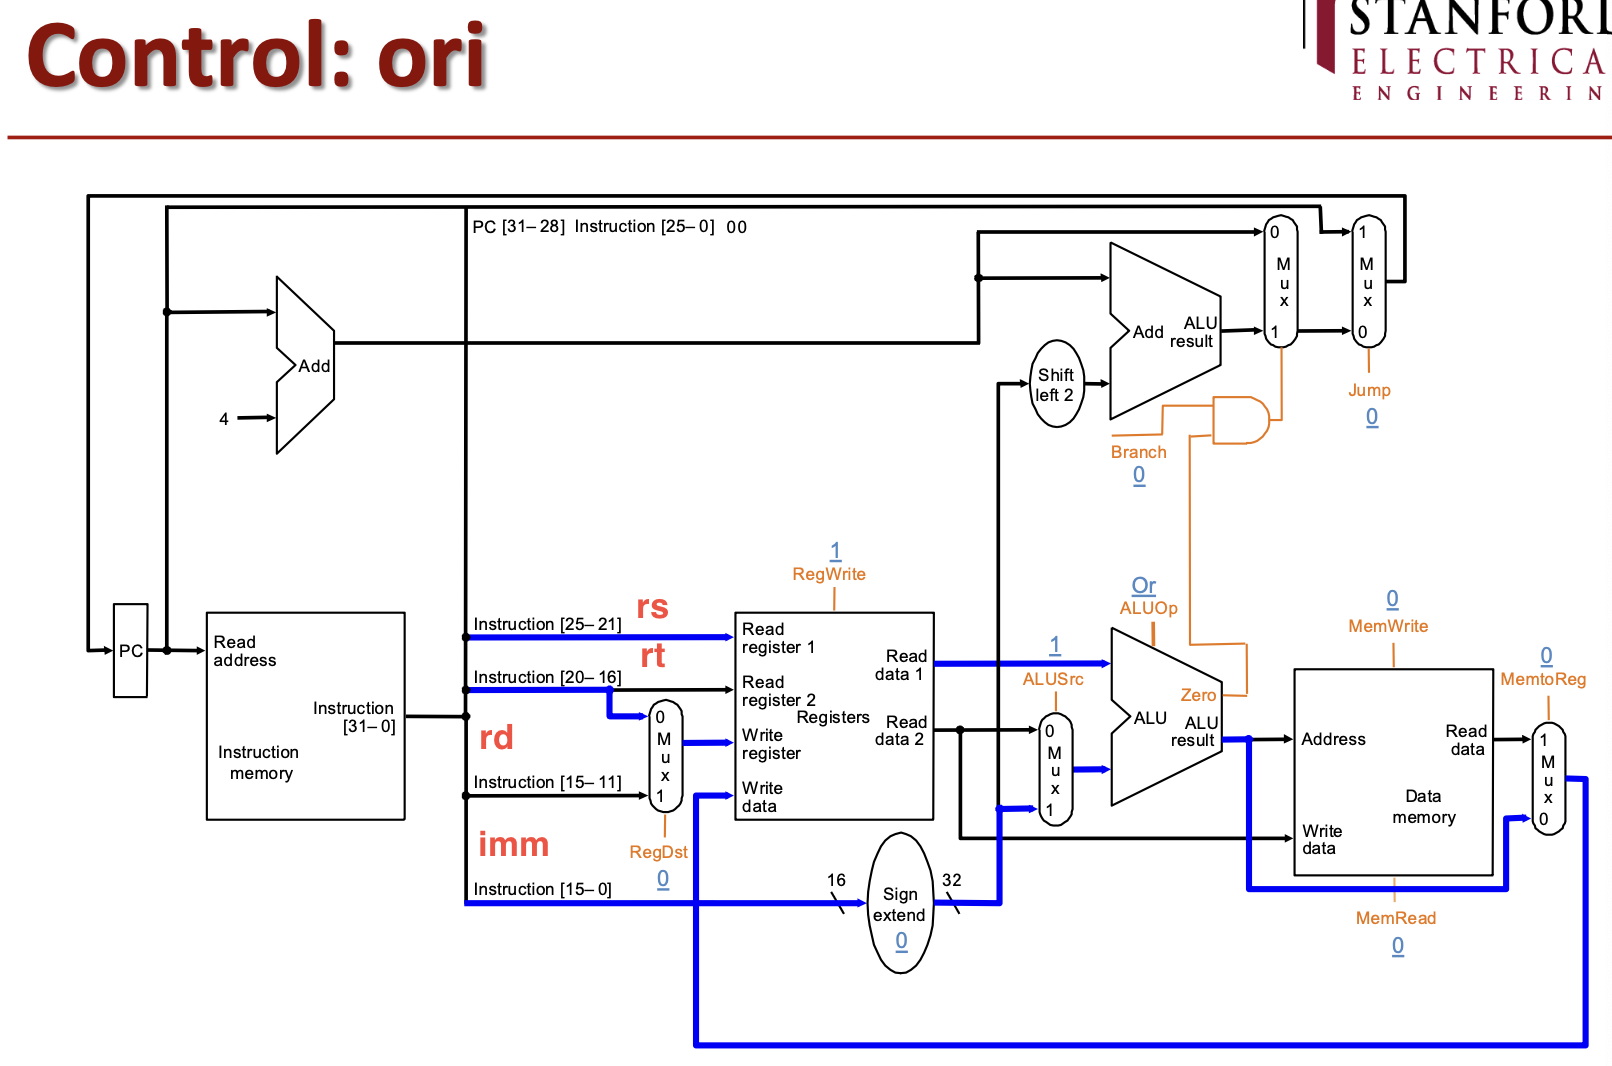 Control: ori
STANFOR
ELECTRICA
ENGINEERIN
PC [31–28] Instruction [25–0] 00
0
M
u
x
1
1
M
u
x
0
Add
ALU
result
Add
4
Shift
left 2
Jump
0
Branch
0
1
RegWrite
Or
ALUOp
0
MemWrite
0
MemtoReg
1
ALUSrc
rs
Instruction [25–21]
rt
Instruction [20–16]
rd
Instruction [15–11]
imm
Instruction [15–0]
PC
Read
address
Instruction
[31–0]
Instruction
memory
0
M
u
x
1
RegDst
0
Read
register 1
Read
register 2
Registers
Write
register
Write
data
Read
data 1
Read
data 2
0
M
u
x
1
Zero
ALU
ALU
result
Address
Read
data
Data
memory
Write
data
1
M
u
x
0
16
Sign
extend
0
32
MemRead
0